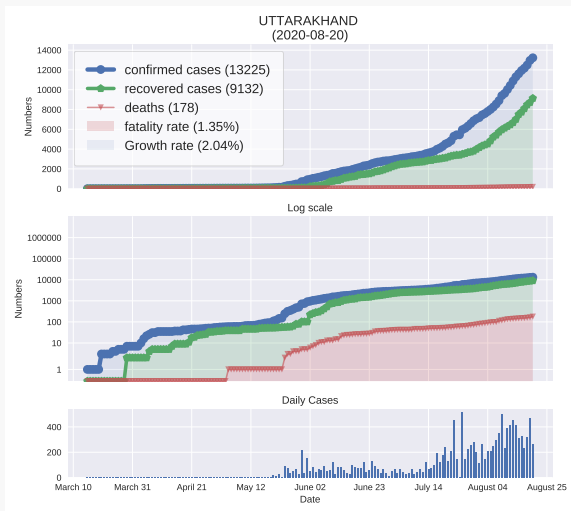 UTTARAKHAND
(2020-08-20)
14000
12000
10000
8000
6000
4000
2000
0
Numbers
confirmed cases (13225)
recovered cases (9132)
deaths (178)
fatality rate (1.35%)
Growth rate (2.04%)
Log scale
1000000
100000
10000
1000
100
10
1
Numbers
Daily Cases
400
200
0
March 10 March 31 April 21 May 12 June 02 June 23 July 14 August 04 August 25
Date